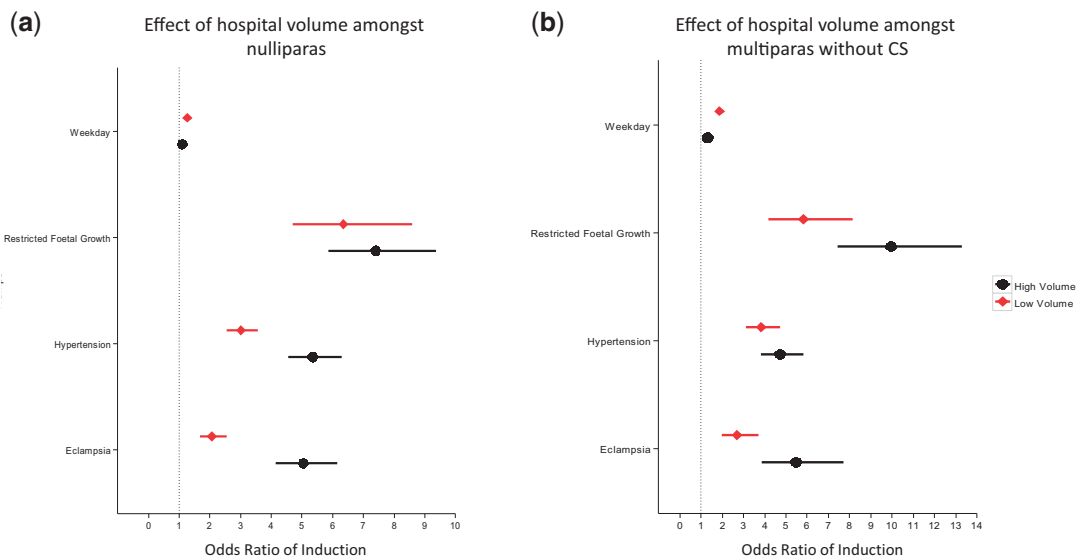 (a)
Effect of hospital volume amongst
nulliparas
Weekday
Restricted Foetal Growth
Hypertension
Eclampsia
0 1 2 3 4 5 6 7 8 9 10
Odds Ratio of Induction
(b)
Effect of hospital volume amongst
multiparas without CS
Weekday
Restricted Foetal Growth
Hypertension
Eclampsia
0 1 2 3 4 5 6 7 8 9 10 11 12 13 14
Odds Ratio of Induction
High Volume
Low Volume